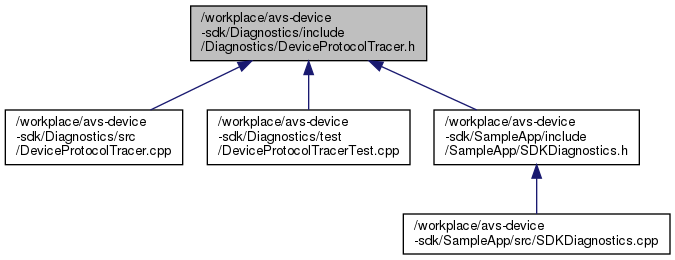 /workplace/avs-device
-sdk/Diagnostics/include
/Diagnostics/DeviceProtocolTracer.h
/workplace/avs-device
-sdk/Diagnostics/src
/DeviceProtocolTracer.cpp
/workplace/avs-device
-sdk/Diagnostics/test
/DeviceProtocolTracerTest.cpp
/workplace/avs-device
-sdk/SampleApp/include
/SampleApp/SDKDiagnostics.h
/workplace/avs-device
-sdk/SampleApp/src/SDKDiagnostics.cpp